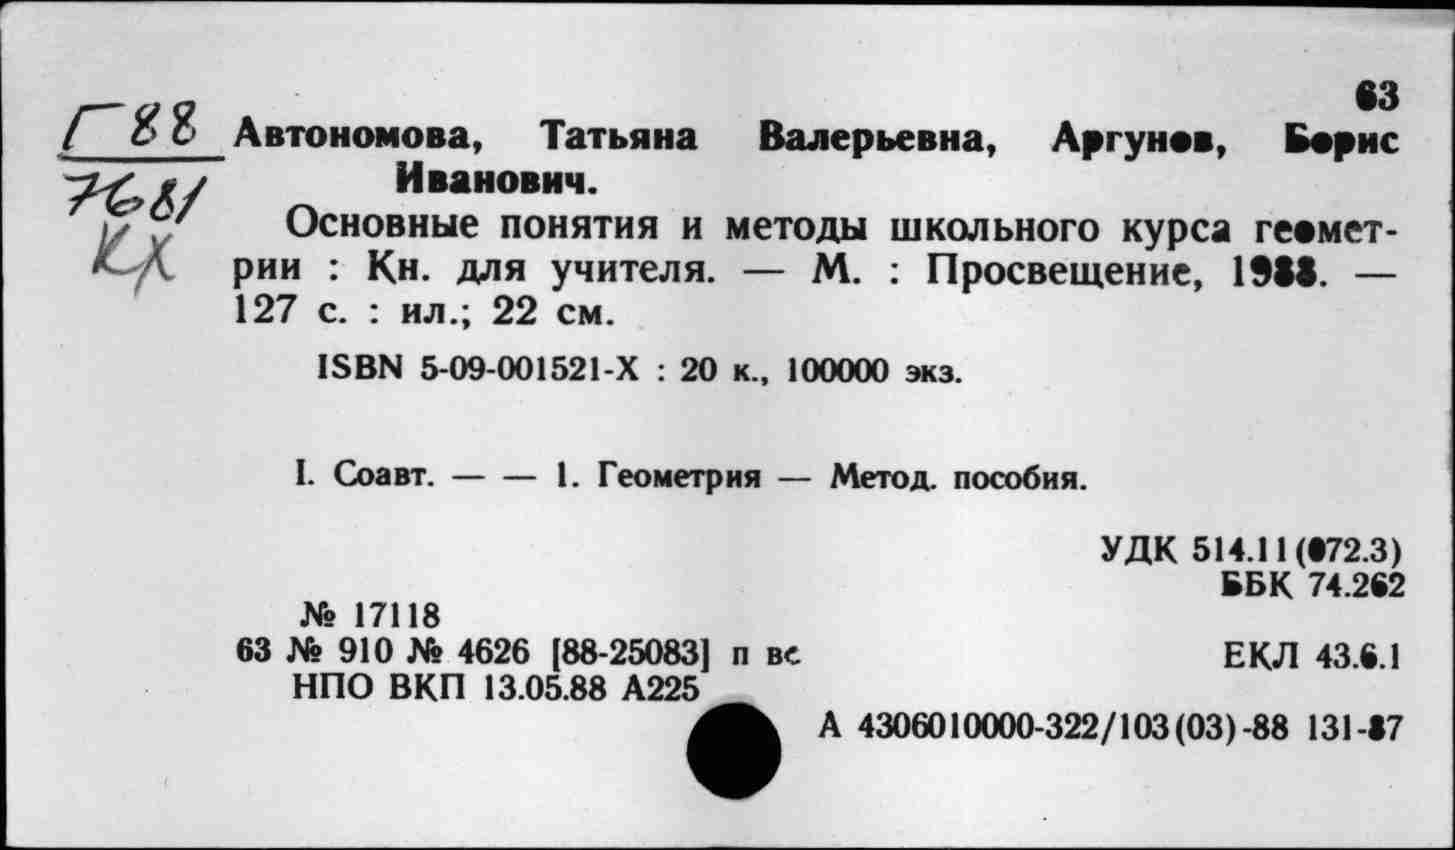 63
Г88 Автономова, Татьяна Валерьевна, Аргунов, Борис
7681 Иванович.
КХ Основные понятия и методы школьного курса геомет-
рии : Кн. для учителя. — М. : Просвещение, 1988. —
127 с. : ил.; 22 см.
ISBN 5-09-001521-X : 20 к., 100000 экз.
I. Соавт. — — 1. Геометрия — Метод. пособия.
УДК 514.11(072.3)
ББК 74.262
№ 17118
63 № 910 № 4626 [88-25083] п вс
ЕКЛ 43.6.1
НПО ВКП 13.05.88 А225
А 4306010000-322/103(03)-88 131-87